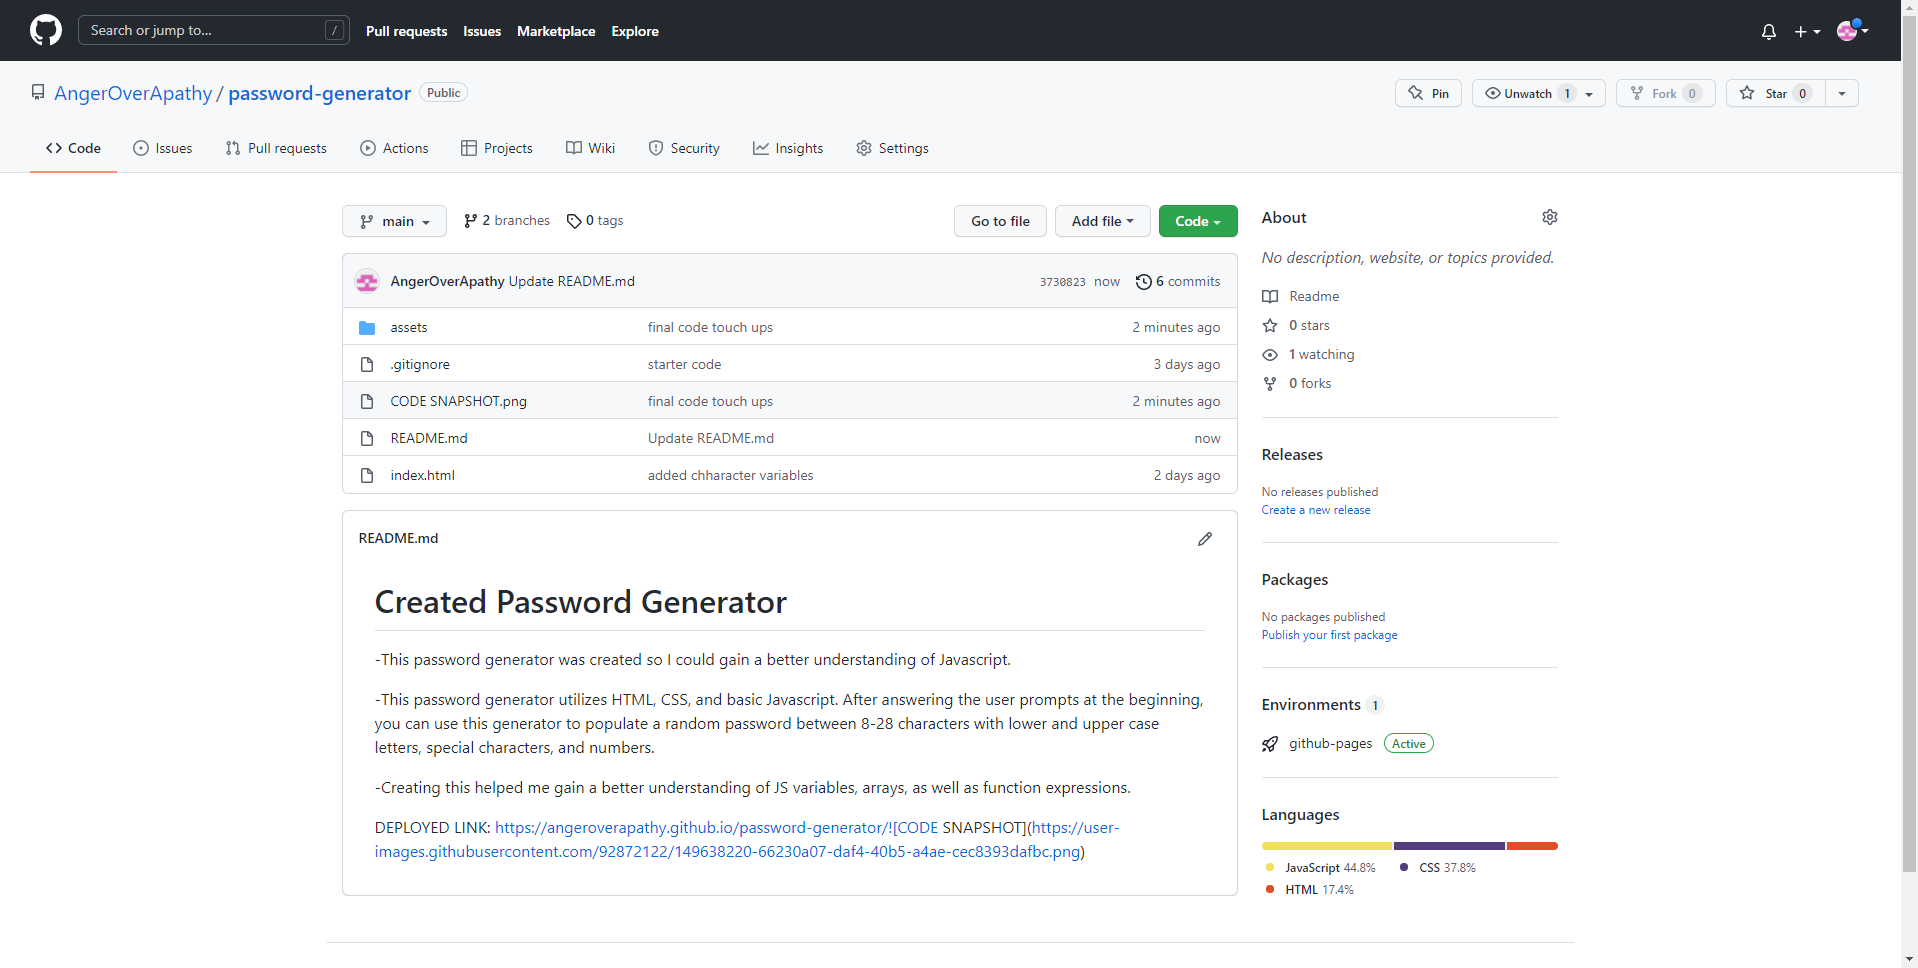 Search or jump to... /
Pull requests Issues Marketplace Explore
AngerOverApathy / password-generator Public
Pin Unwatch 1 Fork 0 Star 0
Code Issues Pull requests Actions Projects Wiki Security Insights Settings
main 2 branches 0 tags Go to file Add file Code
AngerOverApathy Update README.md 3730823 now 6 commits
assets final code touch ups 2 minutes ago
.gitignore starter code 3 days ago
CODE SNAPSHOT.png final code touch ups 2 minutes ago
README.md Update README.md now
index.html added chharacter variables 2 days ago
README.md
Created Password Generator
-This password generator was created so I could gain a better understanding of Javascript.
-This password generator utilizes HTML, CSS, and basic Javascript. After answering the user prompts at the beginning,
you can use this generator to populate a random password between 8-28 characters with lower and upper case
letters, special characters, and numbers.
-Creating this helped me gain a better understanding of JS variables, arrays, as well as function expressions.
DEPLOYED LINK: https://angeroverapathy.github.io/password-generator/![CODE SNAPSHOT](https://user-
images.githubusercontent.com/92872122/149638220-66230a07-daf4-40b5-a4ae-cec8393dafbc.png)
About
No description, website, or topics provided.
Readme
0 stars
1 watching
0 forks
Releases
No releases published
Create a new release
Packages
No packages published
Publish your first package
Environments 1
github-pages Active
Languages
JavaScript 44.8% CSS 37.8%
HTML 17.4%